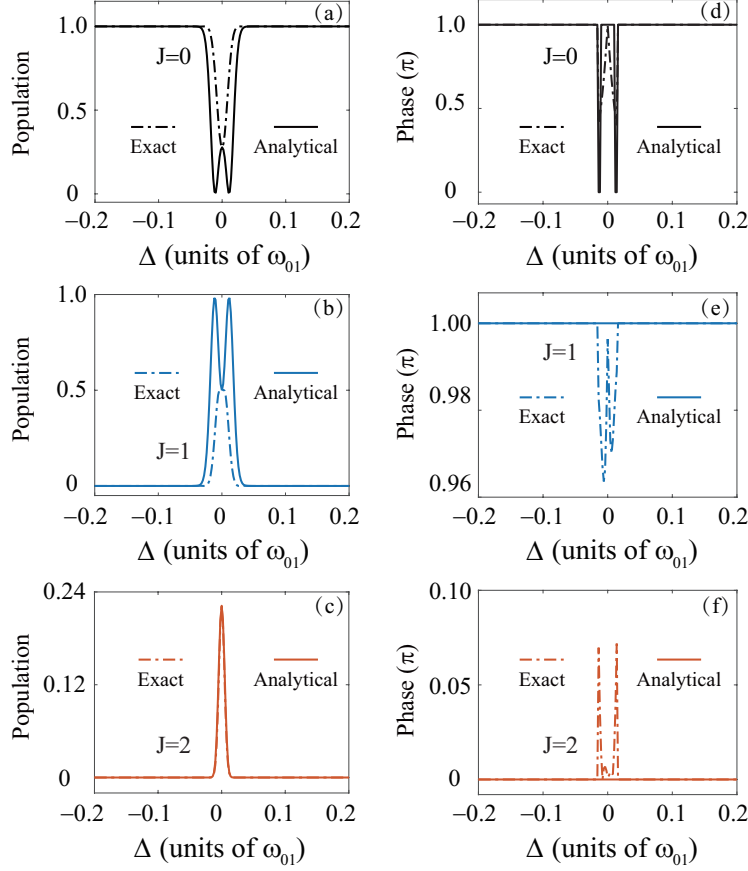 (a)
1.0
J=0
Population
0.5
Exact
Analytical
0
−0.2
−0.1
0
0.1
0.2
Δ (units of ω01)
(d)
1.0
J=0
Phase (π)
0.5
Exact
Analytical
0
−0.2
−0.1
0
0.1
0.2
Δ (units of ω01)
(b)
1.0
Population
0.5
Exact
Analytical
J=1
0
−0.2
−0.1
0
0.1
0.2
Δ (units of ω01)
(e)
1.00
J=1
Phase (π)
0.98
Exact
Analytical
0.96
−0.2
−0.1
0
0.1
0.2
Δ (units of ω01)
(c)
0.24
Population
Exact
Analytical
0.12
J=2
0
−0.2
−0.1
0
0.1
0.2
Δ (units of ω01)
(f)
0.10
Phase (π)
Exact
Analytical
0.05
J=2
0
−0.2
−0.1
0
0.1
0.2
Δ (units of ω01)